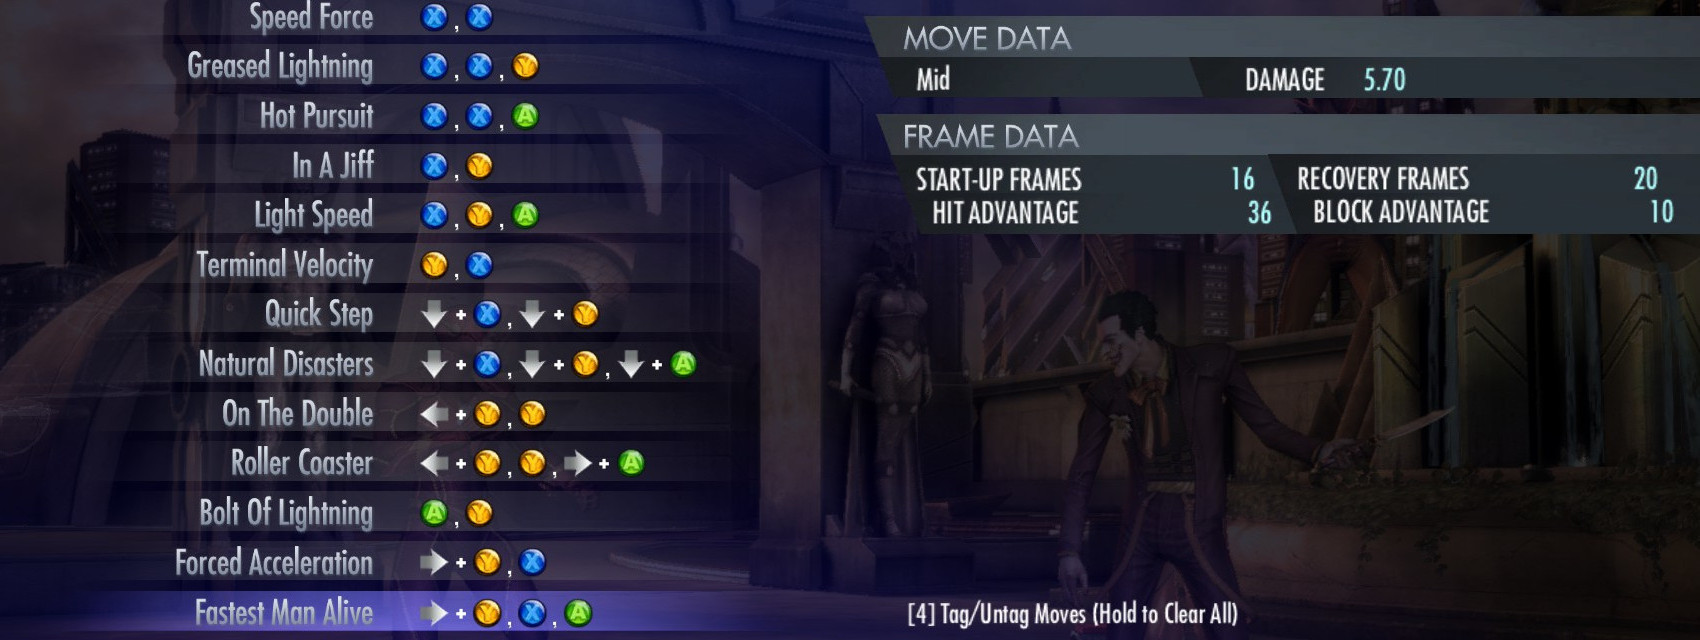 Speed Force X , X
Greased Lightning X , X , Y
Hot Pursuit X , X , A
In A Jiff X , Y
Light Speed X , Y , A
Terminal Velocity Y , X
Quick Step + X , + Y
Natural Disasters + X , + Y , + A
On The Double + Y , Y
Roller Coaster + Y , Y , + A
Bolt Of Lightning A , Y
Forced Acceleration + Y , X
Fastest Man Alive + Y , X , A
MOVE DATA
Mid DAMAGE 5.70
FRAME DATA
START-UP FRAMES 16 RECOVERY FRAMES 20
HIT ADVANTAGE 36 BLOCK ADVANTAGE 10
[4] Tag/Untag Moves (Hold to Clear All)